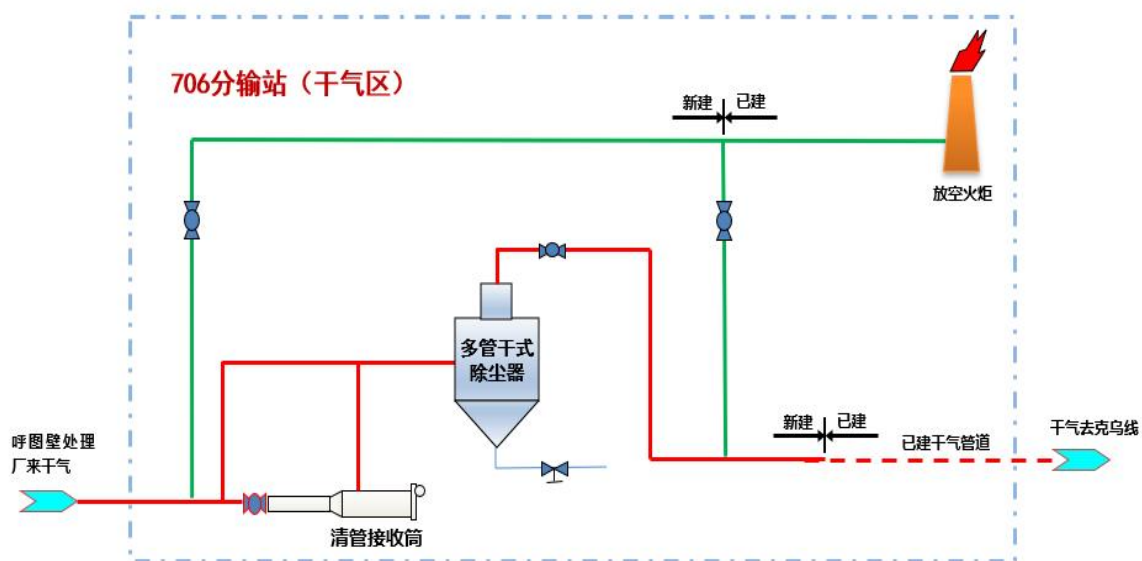 706分输站（干气区）
新建 已建
放空火炬
多管干式
除尘器
新建 已建
呼图壁处理
厂来干气
已建干气管道
干气去克乌线
清管接收筒